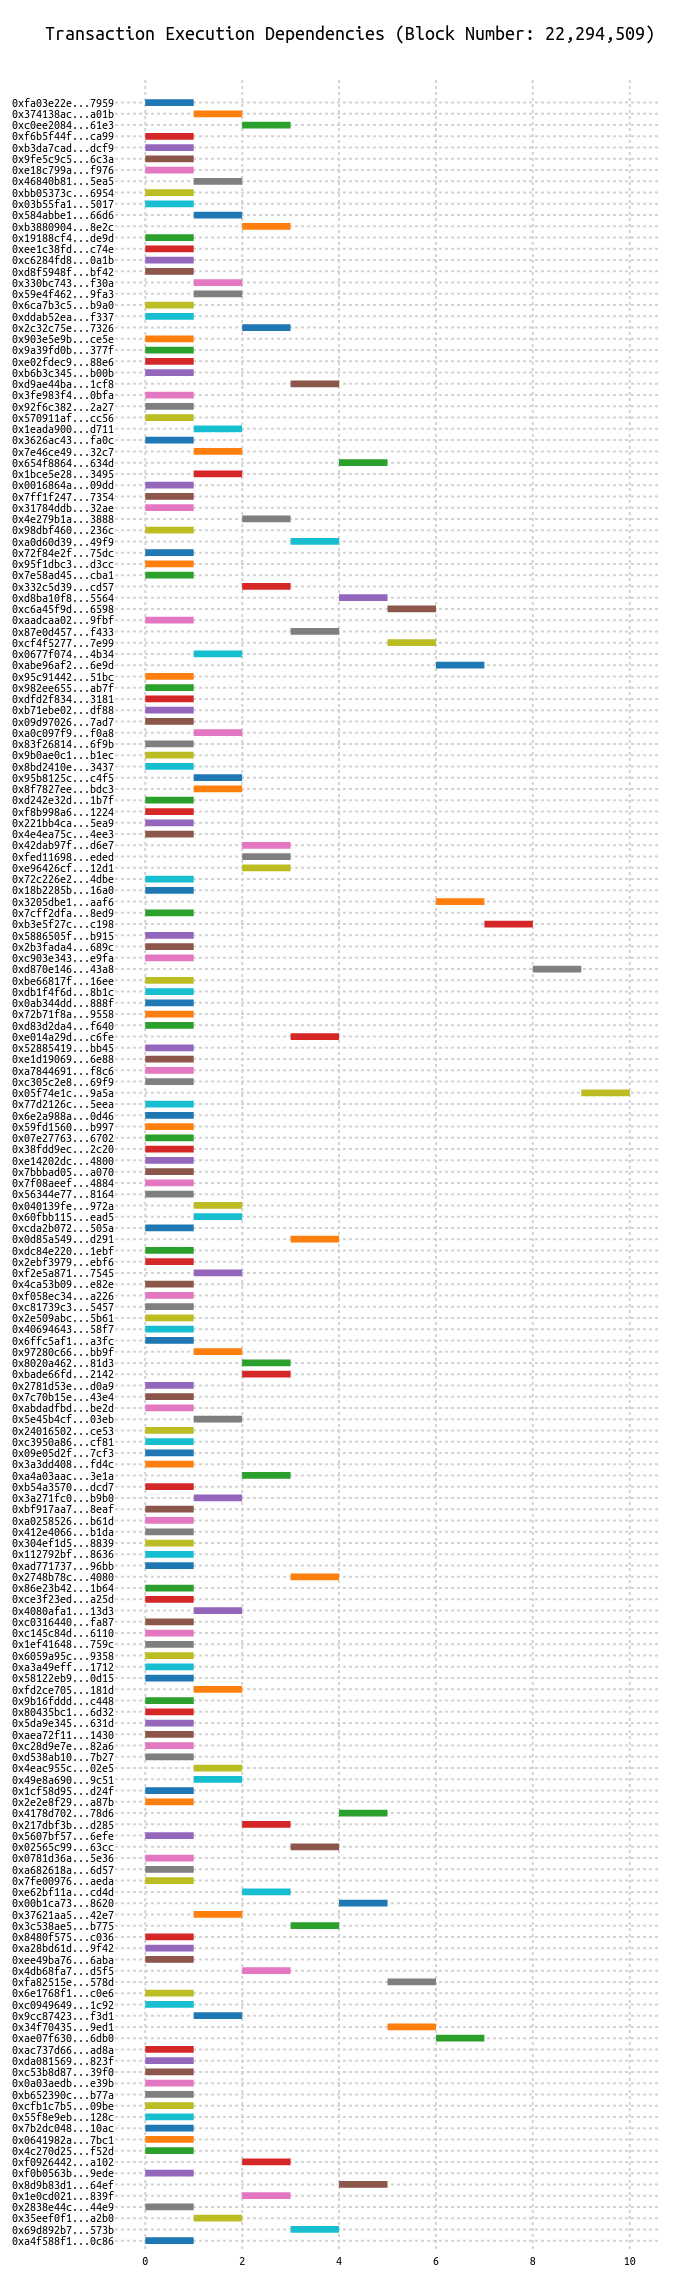 Transaction Execution Dependencies (Block Number: 22,294,509)
0xfa03e22e...7959
0x374138ac...a01b
0xc0ee2084...61e3
0xf6b5f44f...ca99
0xb3da7cad...dcf9
0x9fe5c9c5...6c3a
0xe18c799a...f976
0x46840b81...5ea5
0xbb05373c...6954
0x03b55fa1...5017
0x584abbe1...66d6
0xb3880904...8e2c
0x19188cf4...de9d
0xee1c38fd...c74e
0xc6284fd8...0a1b
0xd8f5948f...bf42
0x330bc743...f30a
0x59e4f462...9fa3
0x6ca7b3c5...b9a0
0xddab52ea...f337
0x2c32c75e...7326
0x903e5e9b...ce5e
0x9a39fd0b...377f
0xe02fdec9...88e6
0xb6b3c345...b00b
0xd9ae44ba...1cf8
0x3fe983f4...0bfa
0x92f6c382...2a27
0x570911af...cc56
0x1eada900...d711
0x3626ac43...fa0c
0x7e46ce49...32c7
0x654f8864...634d
0x1bce5e28...3495
0x0016864a...09dd
0x7ff1f247...7354
0x31784ddb...32ae
0x4e279b1a...3888
0x98dbf460...236c
0xa0d60d39...49f9
0x72f84e2f...75dc
0x95f1dbc3...d3cc
0x7e58ad45...cba1
0x332c5d39...cd57
0xd8ba10f8...5564
0xc6a45f9d...6598
0xaadcaa02...9fbf
0x87e0d457...f433
0xcf4f5277...7e99
0x0677f074...4b34
0xabe96af2...6e9d
0x95c91442...51bc
0x982ee655...ab7f
0xdfd2f834...3181
0xb71ebe02...df88
0x09d97026...7ad7
0xa0c097f9...f0a8
0x83f26814...6f9b
0x9b0ae0c1...b1ec
0x8bd2410e...3437
0x95b8125c...c4f5
0x8f7827ee...bdc3
0xd242e32d...1b7f
0xf8b998a6...1224
0x221bb4ca...5ea9
0x4e4ea75c...4ee3
0x42dab97f...d6e7
0xfed11698...eded
0xe96426cf...12d1
0x72c226e2...4dbe
0x18b2285b...16a0
0x3205dbe1...aaf6
0x7cff2dfa...8ed9
0xb3e5f27c...c198
0x5886505f...b915
0x2b3fada4...689c
0xc903e343...e9fa
0xd870e146...43a8
0xbe66817f...16ee
0xdb1f4f6d...8b1c
0x0ab344dd...888f
0x72b71f8a...9558
0xd83d2da4...f640
0xe014a29d...c6fe
0x52885419...bb45
0xe1d19069...6e88
0xa7844691...f8c6
0xc305c2e8...69f9
0x05f74e1c...9a5a
0x77d2126c...5eea
0x6e2a988a...0d46
0x59fd1560...b997
0x07e27763...6702
0x38fdd9ec...2c20
0xe14202dc...4800
0x7bbbad05...a070
0x7f08aeef...4884
0x56344e77...8164
0x040139fe...972a
0x60fbb115...ead5
0xcda2b072...505a
0x0d85a549...d291
0xdc84e220...1ebf
0x2ebf3979...ebf6
0xf2e5a871...7545
0x4ca53b09...e82e
0xf058ec34...a226
0xc81739c3...5457
0x2e509abc...5b61
0x40694643...58f7
0x6ffc5af1...a3fc
0x97280c66...bb9f
0x8020a462...81d3
0xbade66fd...2142
0x2781d53e...d0a9
0x7c70b15e...43e4
0xabdadfbd...be2d
0x5e45b4cf...03eb
0x24016502...ce53
0xc3950a86...cf81
0x09e05d2f...7cf3
0x3a3dd408...fd4c
0xa4a03aac...3e1a
0xb54a3570...dcd7
0x3a271fc0...b9b0
0xbf917aa7...8eaf
0xa0258526...b61d
0x412e4066...b1da
0x304ef1d5...8839
0x112792bf...8636
0xad771737...96bb
0x2748b78c...4080
0x86e23b42...1b64
0xce3f23ed...a25d
0x4080afa1...13d3
0xc0316440...fa87
0xc145c84d...6110
0x1ef41648...759c
0x6059a95c...9358
0xa3a49eff...1712
0x58122eb9...0d15
0xfd2ce705...181d
0x9b16fddd...c448
0x80435bc1...6d32
0x5da9e345...631d
0xaea72f11...1430
0xc28d9e7e...82a6
0xd538ab10...7b27
0x4eac955c...02e5
0x49e8a690...9c51
0x1cf58d95...d24f
0x2e2e8f29...a87b
0x4178d702...78d6
0x217dbf3b...d285
0x5607bf57...6efe
0x02565c99...63cc
0x0781d36a...5e36
0xa682618a...6d57
0x7fe00976...aeda
0xe62bf11a...cd4d
0x00b1ca73...8620
0x37621aa5...42e7
0x3c538ae5...b775
0x8480f575...c036
0xa28bd61d...9f42
0xee49ba76...6aba
0x4db68fa7...d5f5
0xfa82515e...578d
0x6e1768f1...c0e6
0xc0949649...1c92
0x9cc87423...f3d1
0x34f70435...9ed1
0xae07f630...6db0
0xac737d66...ad8a
0xda081569...823f
0xc53b8d87...39f0
0x0a03aedb...e39b
0xb652390c...b77a
0xcfb1c7b5...09be
0x55f8e9eb...128c
0x7b2dc048...10ac
0x0641982a...7bc1
0x4c270d25...f52d
0xf0926442...a102
0xf0b0563b...9ede
0x8d9b83d1...64ef
0x1e0cd021...839f
0x2838e44c...44e9
0x35eef0f1...a2b0
0x69d892b7...573b
0xa4f588f1...0c86
0 2 4 6 8 10